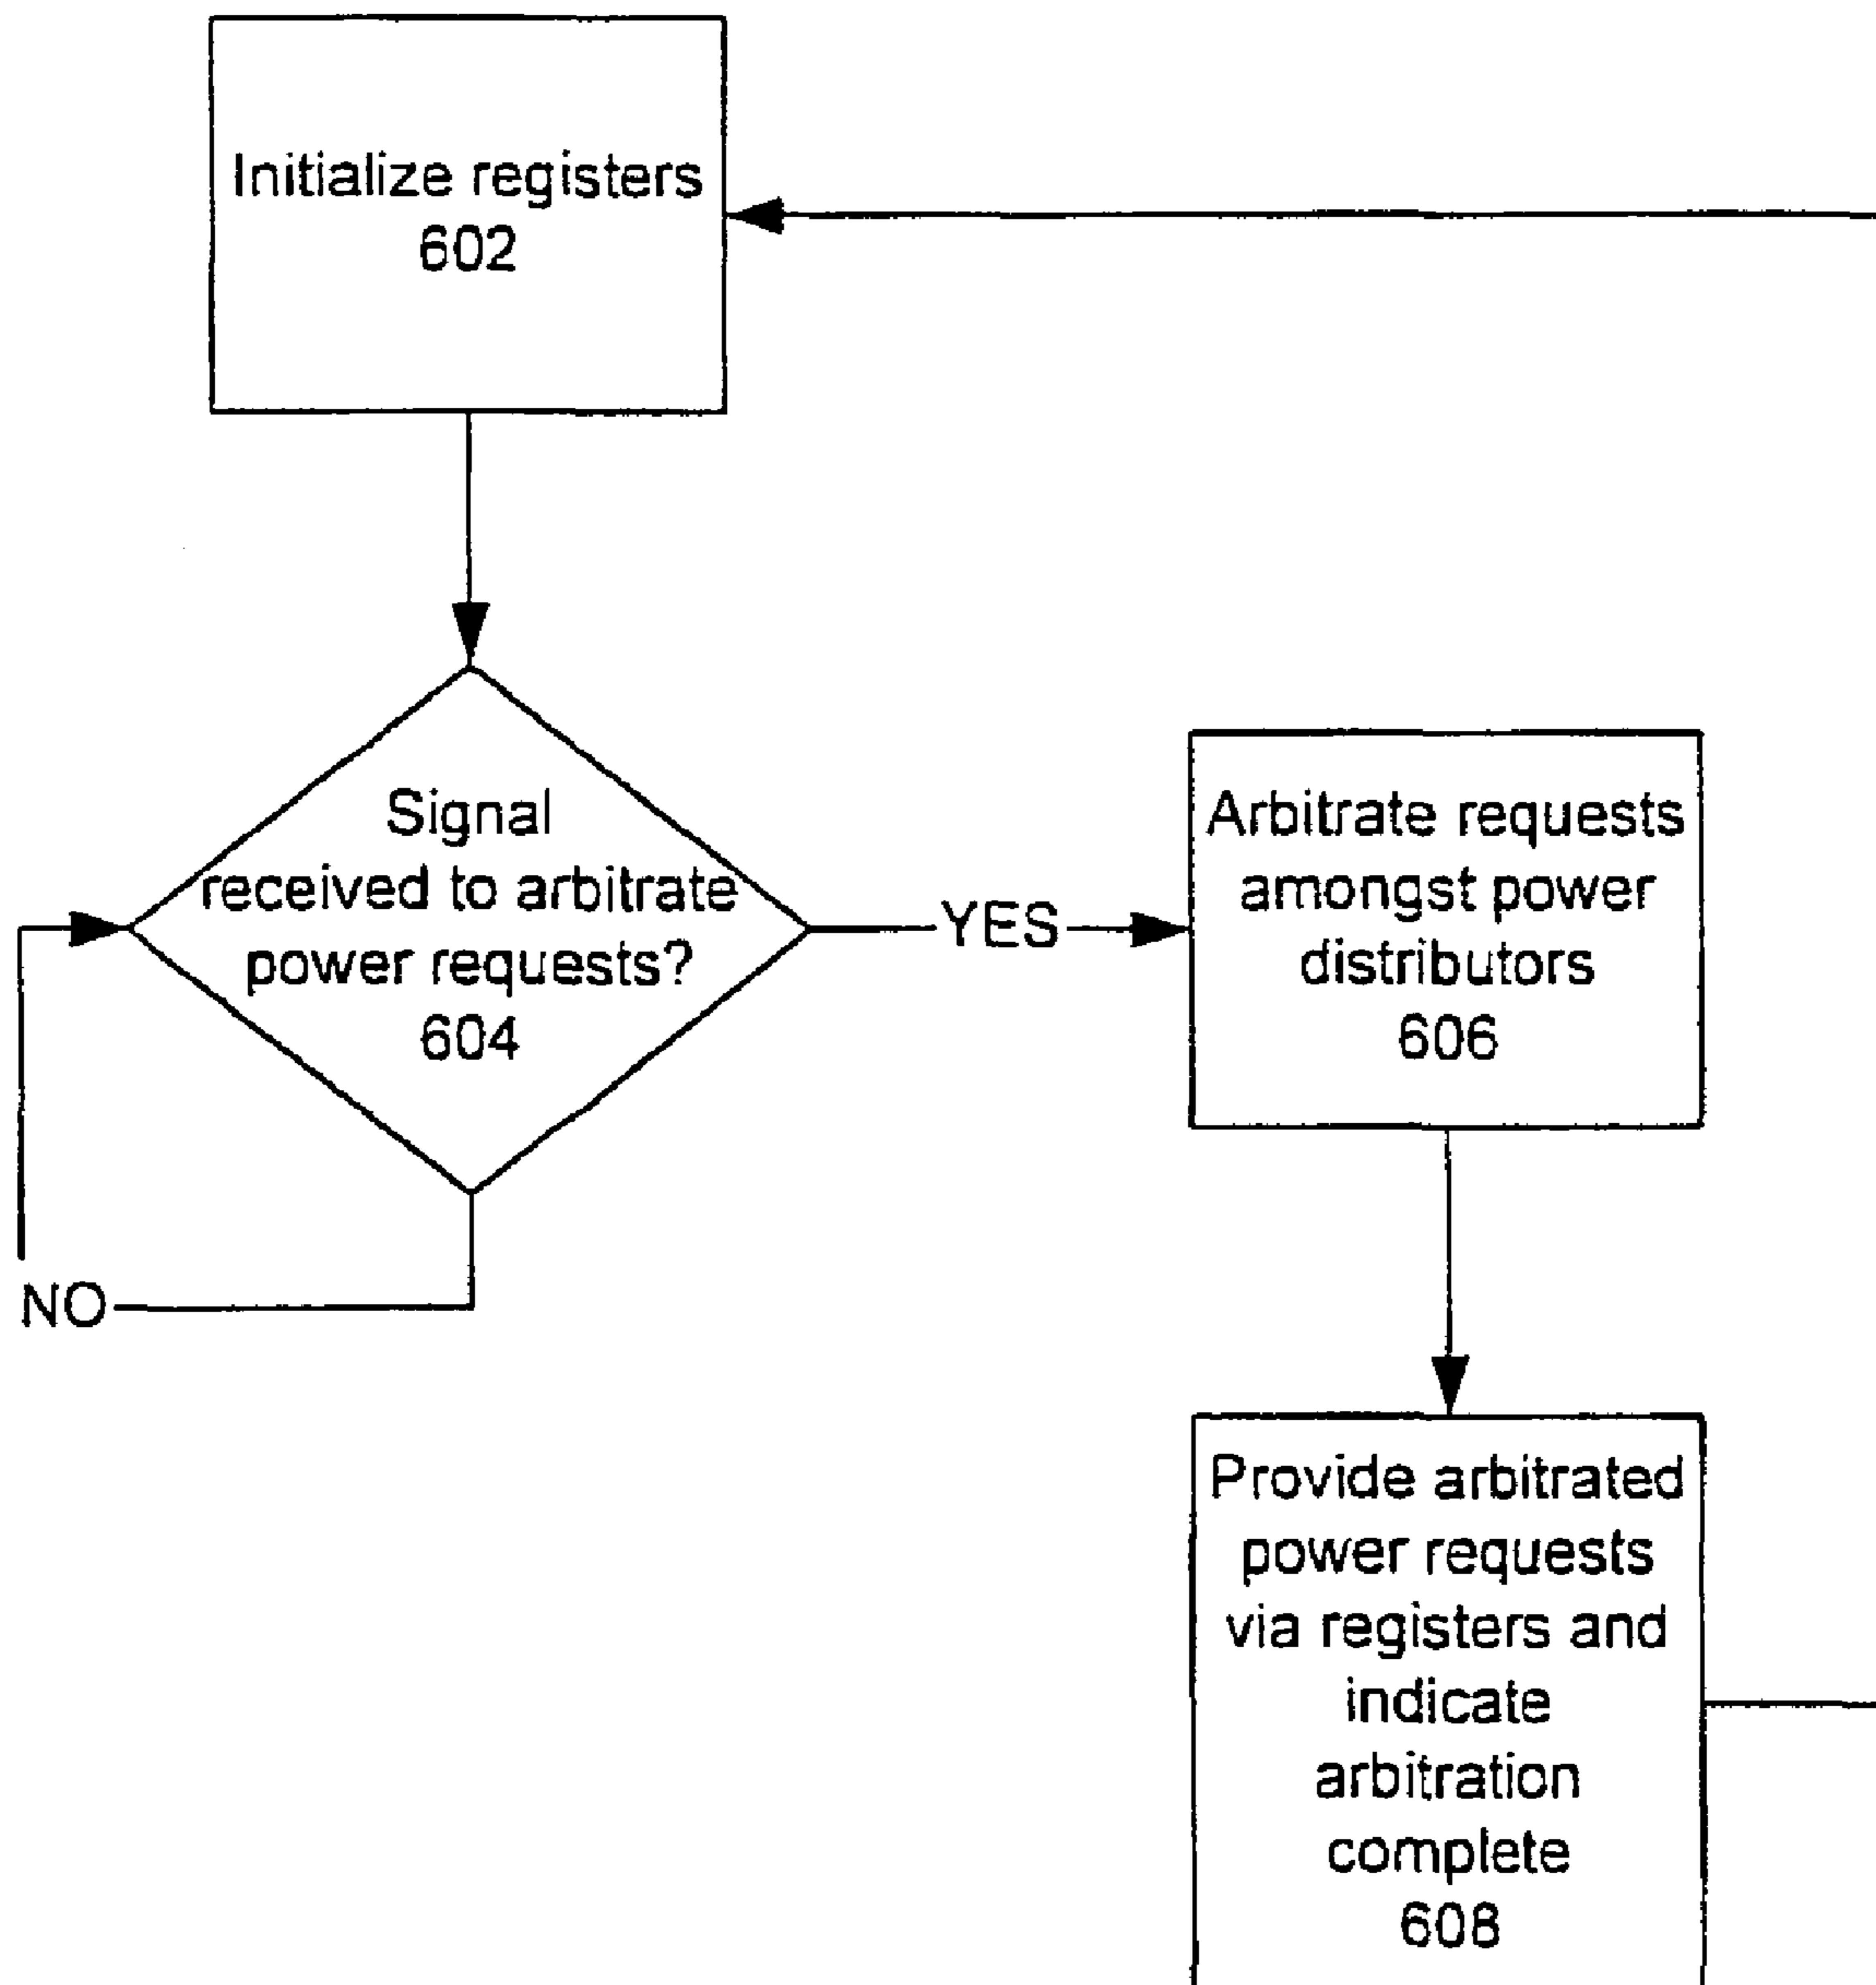 Initialize registers
602
Signal
received to arbitrate
power requests?
604
YES
NO
Arbitrate requests
amongst power
distributors
606
Provide arbitrated
power requests
via registers and
indicate
arbitration
complete
608